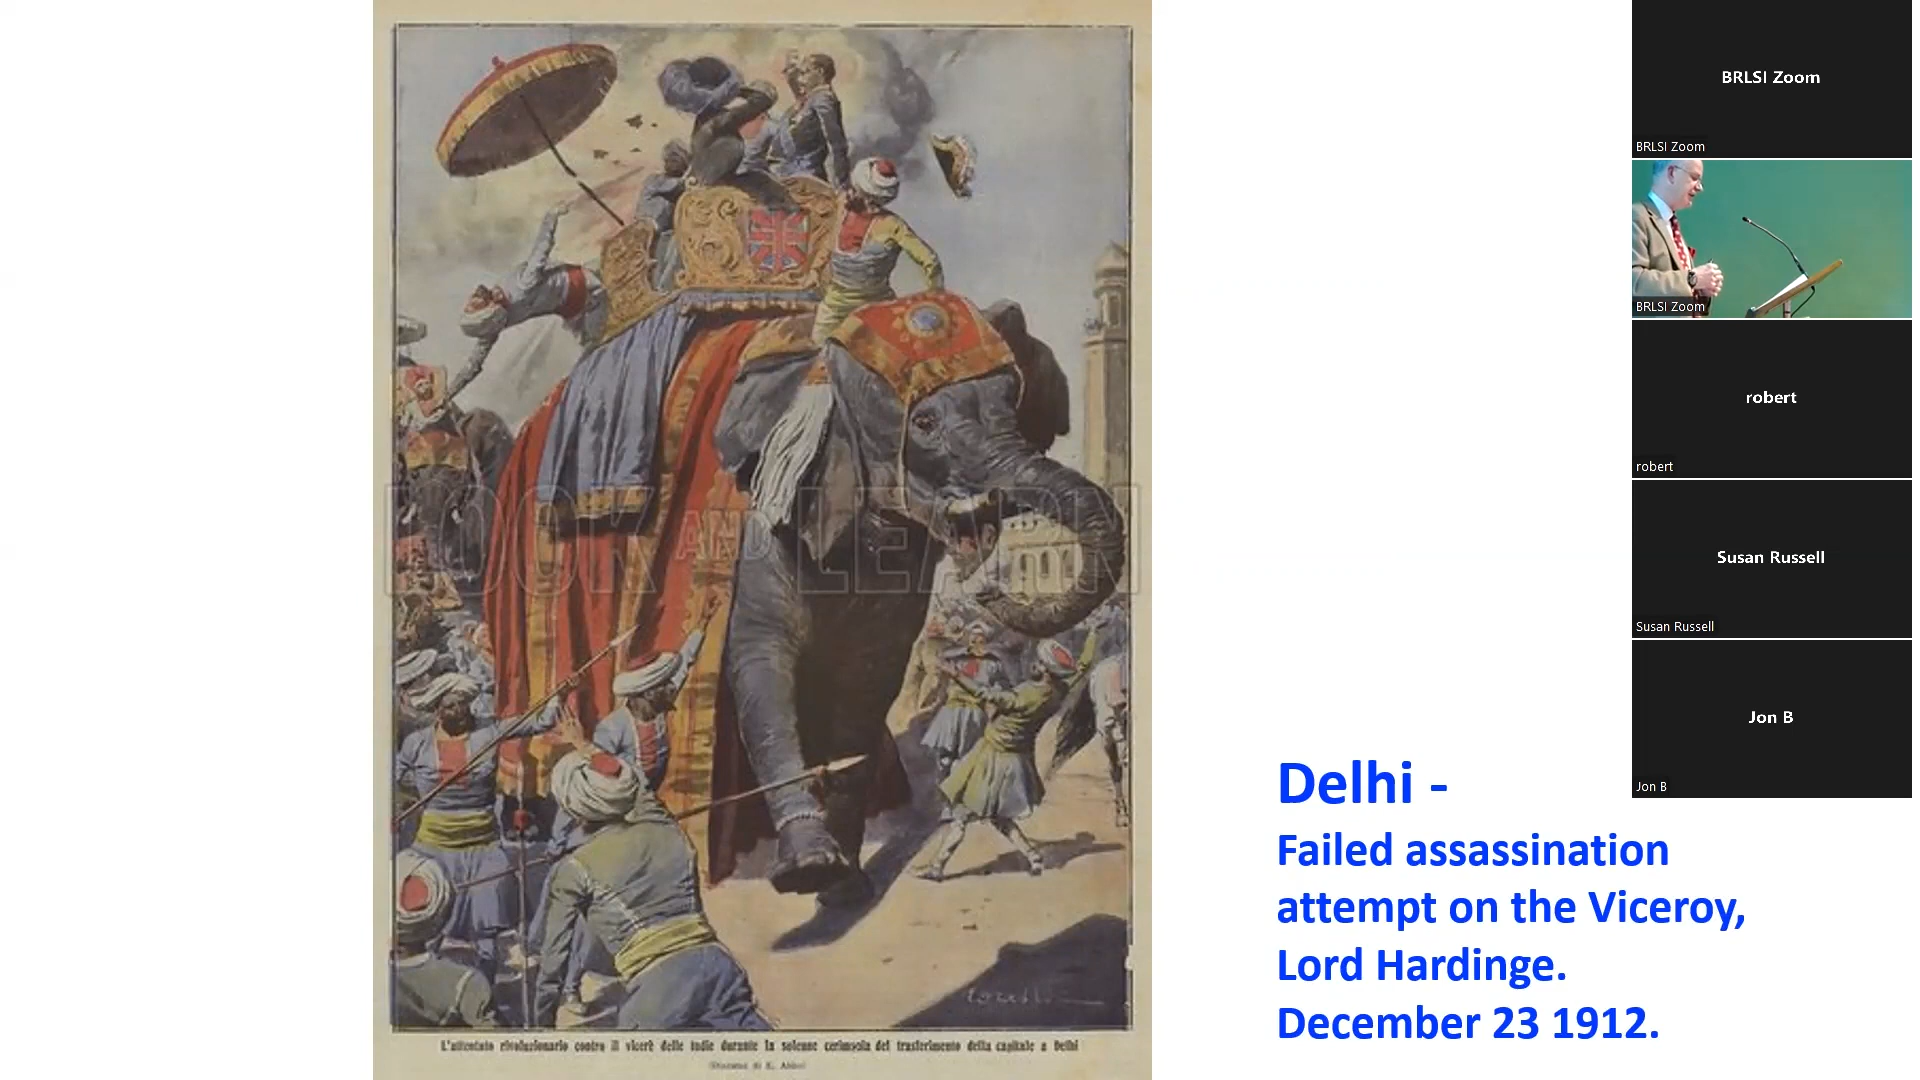 LOOK AND LEARN
L'attentato rivoluzionario contro il vicerè delle Indie durante la solenne cerimonia del trasferimento della capitale a Delhi
Delhi -
Failed assassination
attempt on the Viceroy,
Lord Hardinge.
December 23 1912.
BRLSI Zoom
BRLSI Zoom
BRLSI Zoom
robert
robert
Susan Russell
Susan Russell
Jon B
Jon B